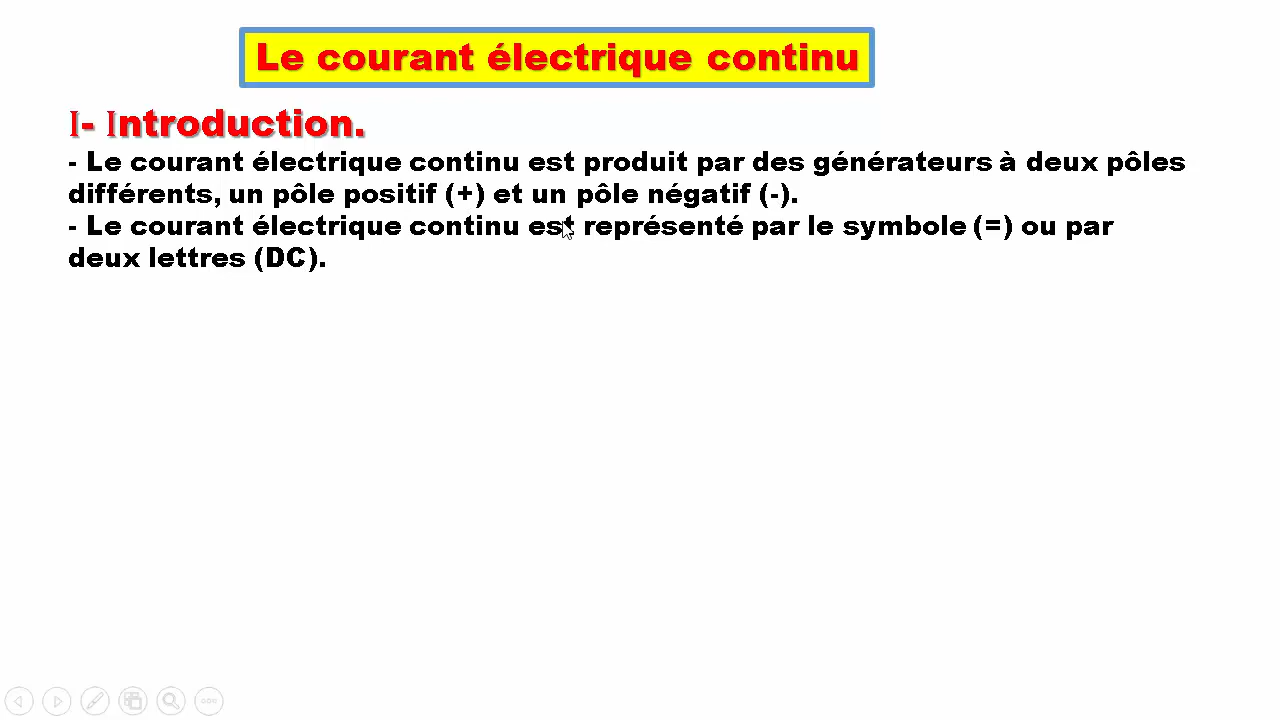 Le courant électrique continu
I- Introduction.
- Le courant électrique continu est produit par des générateurs à deux pôles
différents, un pôle positif (+) et un pôle négatif (-).
- Le courant électrique continu est représenté par le symbole (=) ou par
deux lettres (DC).